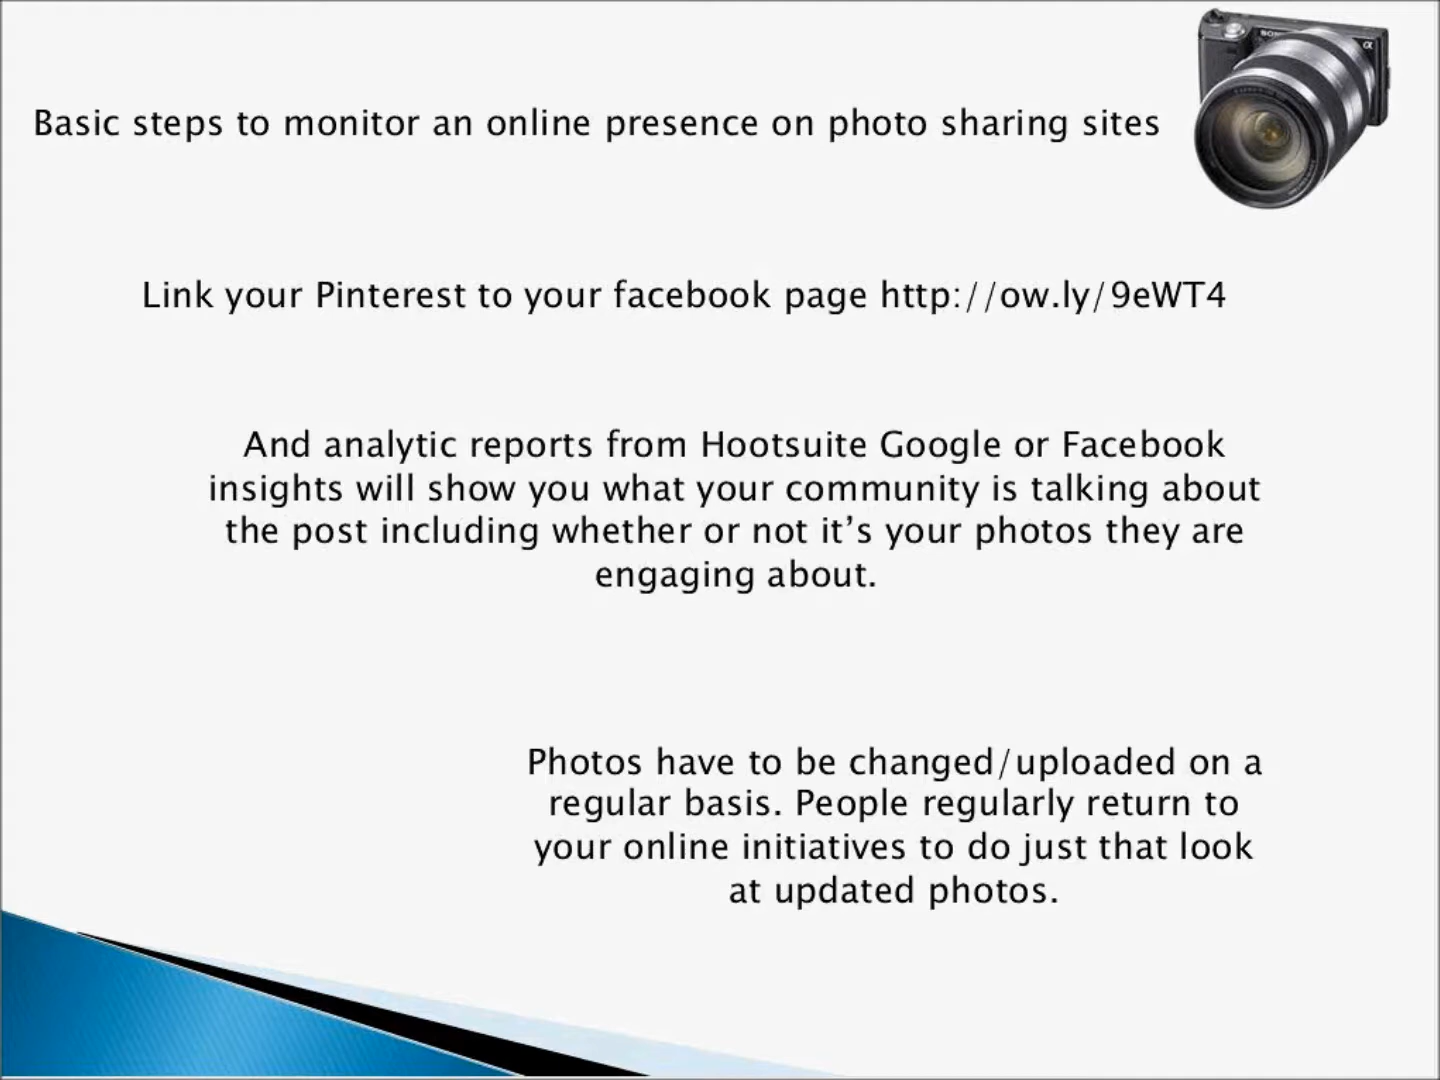 Basic steps to monitor an online presence on photo sharing sites
Link your Pinterest to your facebook page http://ow.ly/9eWT4
And analytic reports from Hootsuite Google or Facebook
insights will show you what your community is talking about
the post including whether or not it’s your photos they are
engaging about.
Photos have to be changed/uploaded on a
regular basis. People regularly return to
your online initiatives to do just that look
at updated photos.